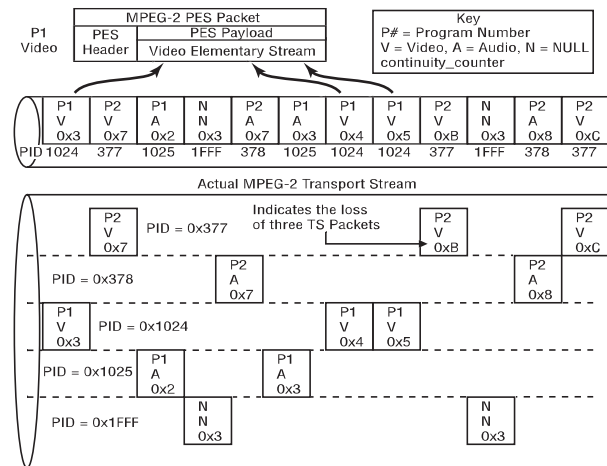 MPEG-2 PES Packet
P1
Video
PES
Header
PES Payload
Video Elementary Stream
Key
P# = Program Number
V = Video, A = Audio, N = NULL
continuity_counter
P1 P2 P1 N P2 P1 P1 P1 P2 N P2 P2
V V A N A A V V V N A V
0x3 0x7 0x2 0x3 0x7 0x3 0x4 0x5 0xB 0x3 0x8 0xC
PID 1024 377 1025 1FFF 378 1025 1024 1024 377 1FFF 378 377
Actual MPEG-2 Transport Stream
P2
V
0x7
PID = 0x377
Indicates the loss
of three TS Packets
P2
V
0xB
P2
V
0xC
PID = 0x378
P2
A
0x7
P2
A
0x8
P1
V
0x3
PID = 0x1024
P1
V
0x4
P1
V
0x5
PID = 0x1025
P1
A
0x2
P1
A
0x3
PID = 0x1FFF
N
N
0x3
N
N
0x3